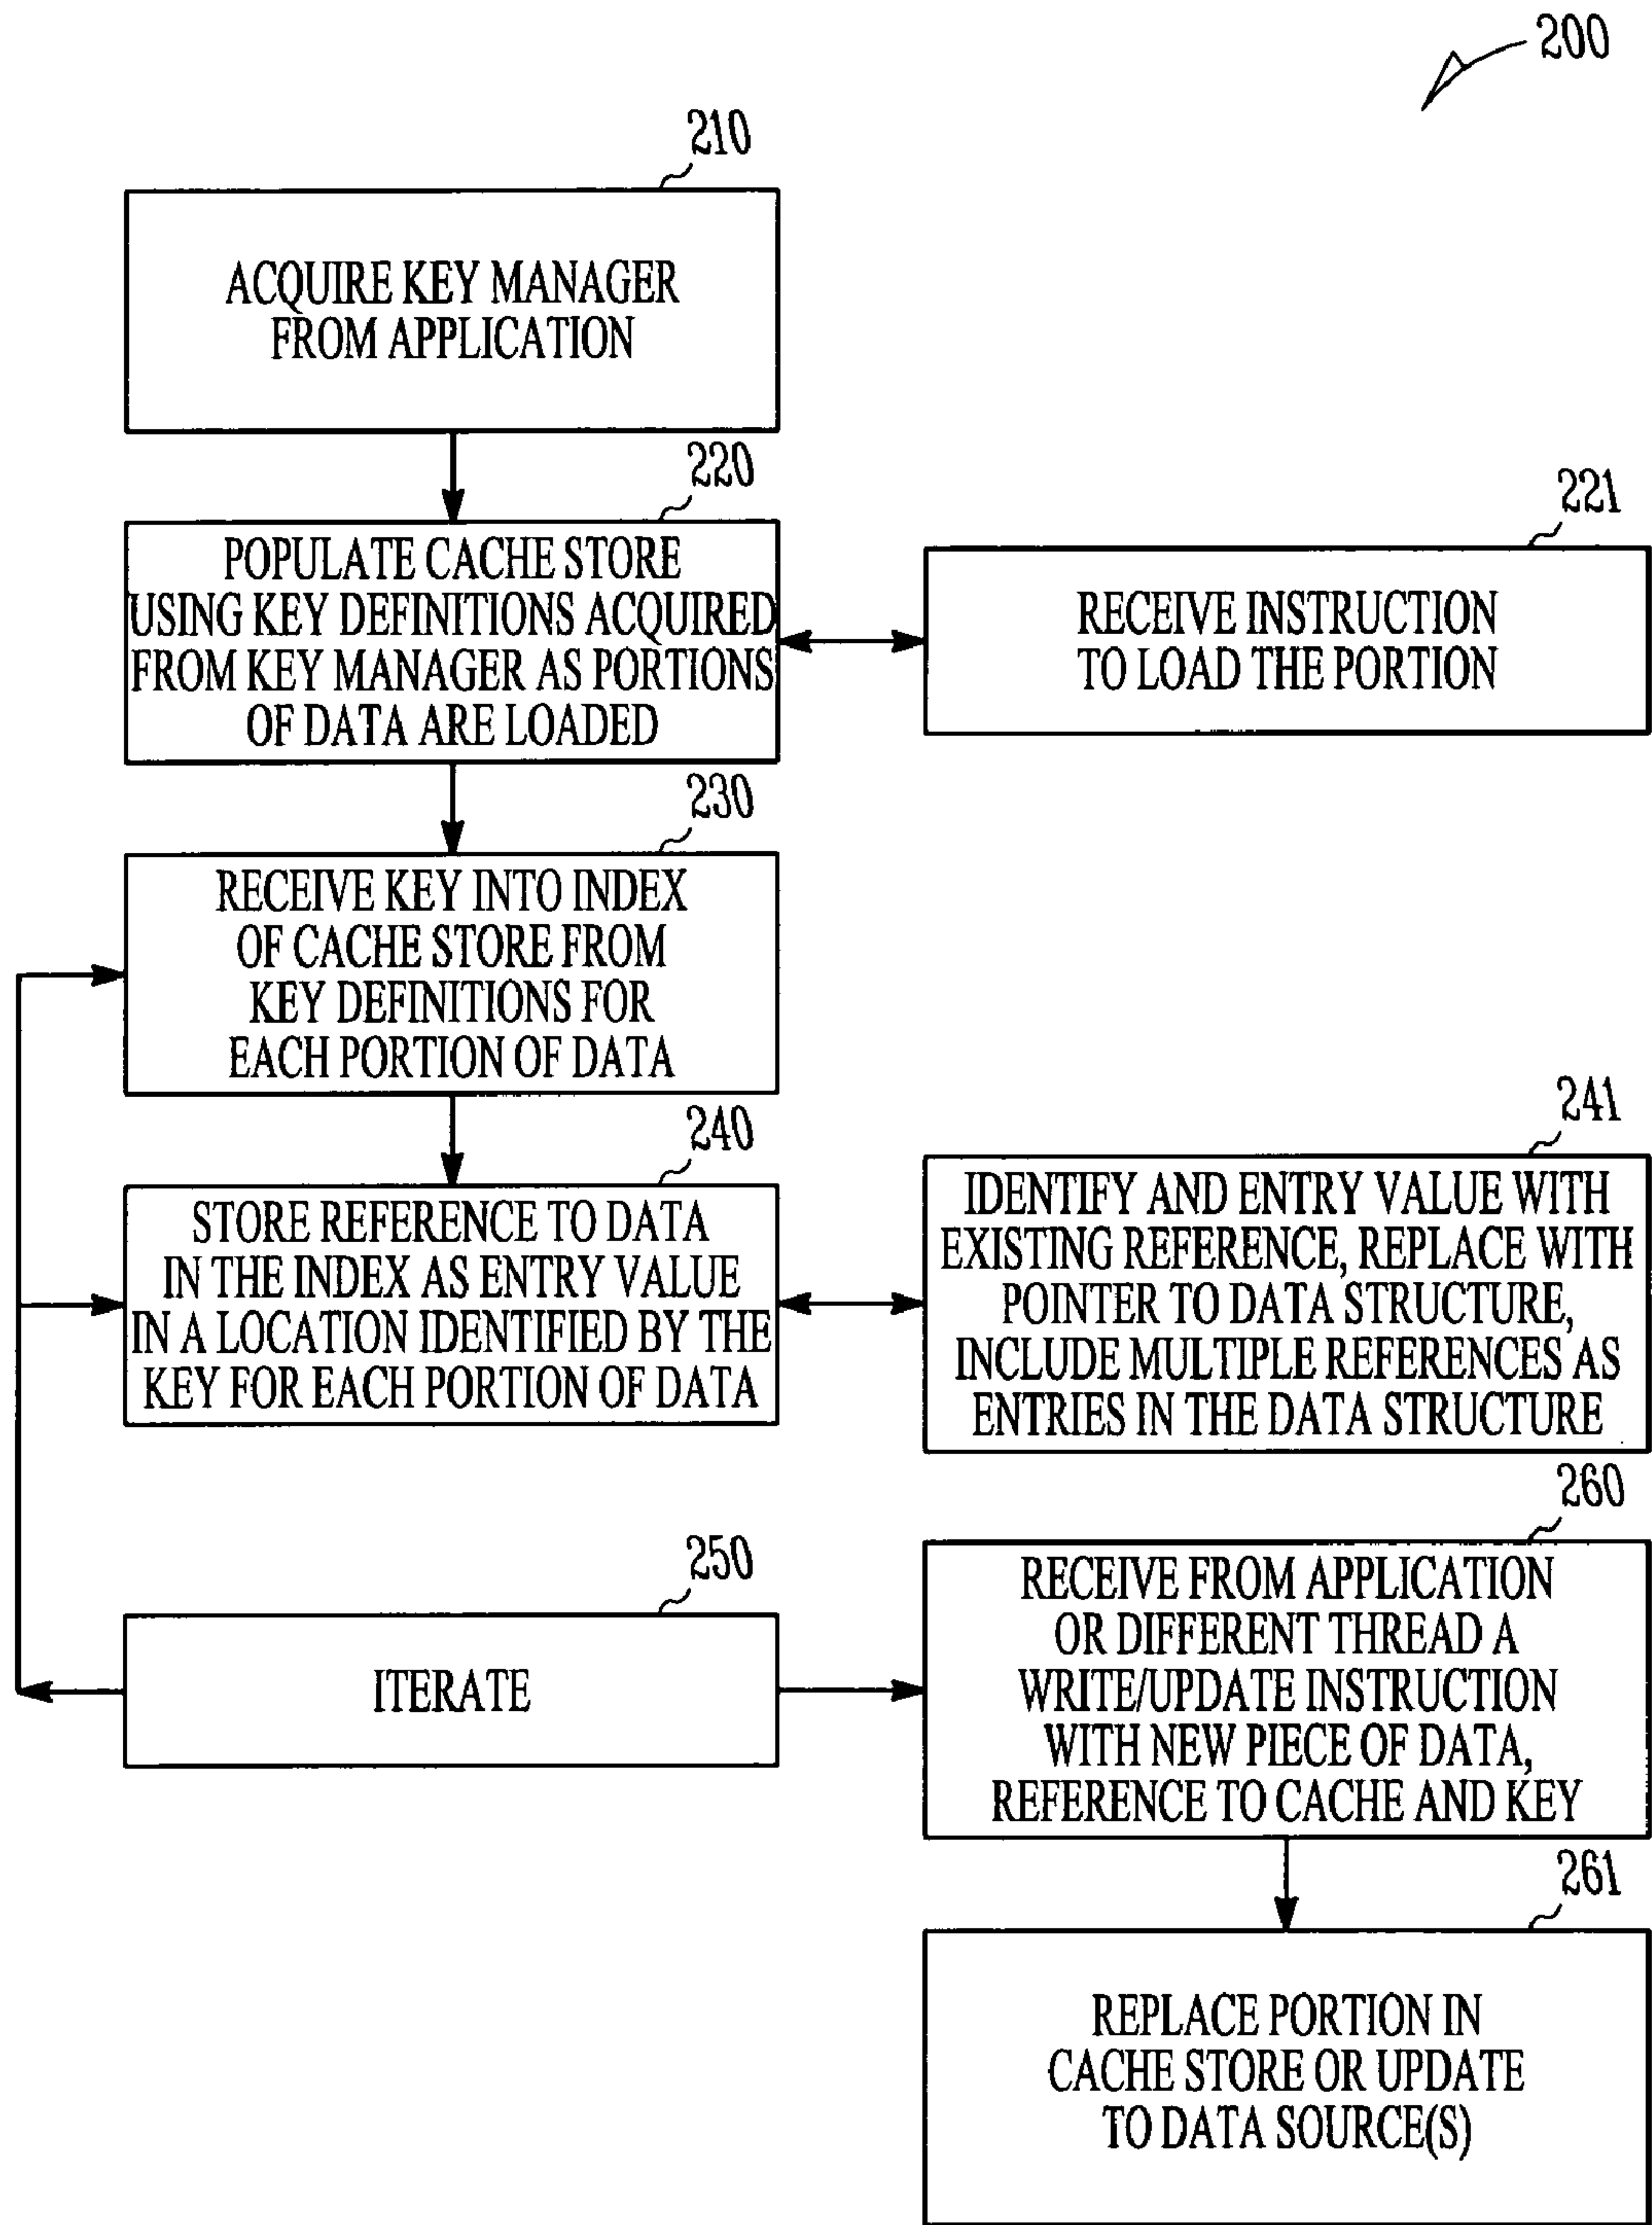 200
210
ACQUIRE KEY MANAGER
FROM APPLICATION
220
POPULATE CACHE STORE
USING KEY DEFINITIONS ACQUIRED
FROM KEY MANAGER AS PORTIONS
OF DATA ARE LOADED
221
RECEIVE INSTRUCTION
TO LOAD THE PORTION
230
RECEIVE KEY INTO INDEX
OF CACHE STORE FROM
KEY DEFINITIONS FOR
EACH PORTION OF DATA
240
STORE REFERENCE TO DATA
IN THE INDEX AS ENTRY VALUE
IN A LOCATION IDENTIFIED BY THE
KEY FOR EACH PORTION OF DATA
241
IDENTIFY AND ENTRY VALUE WITH
EXISTING REFERENCE, REPLACE WITH
POINTER TO DATA STRUCTURE,
INCLUDE MULTIPLE REFERENCES AS
ENTRIES IN THE DATA STRUCTURE
250
ITERATE
260
RECEIVE FROM APPLICATION
OR DIFFERENT THREAD A
WRITE/UPDATE INSTRUCTION
WITH NEW PIECE OF DATA,
REFERENCE TO CACHE AND KEY
261
REPLACE PORTION IN
CACHE STORE OR UPDATE
TO DATA SOURCE(S)